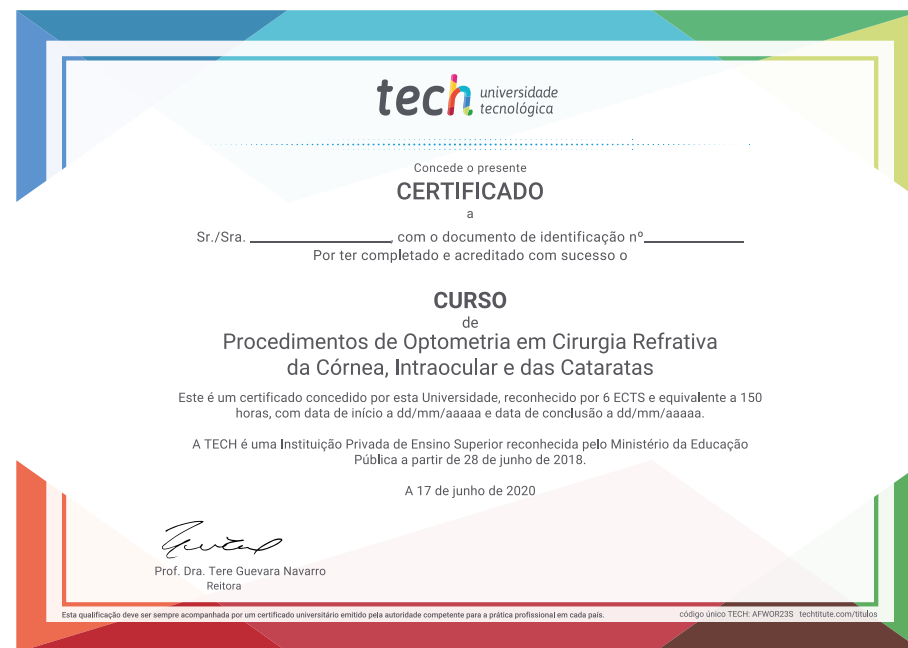 tech universidade
tecnológica
Concede o presente
CERTIFICADO
a
Sr./Sra. ____________, com o documento de identificação nº____________
Por ter completado e acreditado com sucesso o
CURSO
de
Procedimentos de Optometria em Cirurgia Refrativa
da Córnea, Intraocular e das Cataratas
Este é um certificado concedido por esta Universidade, reconhecido por 6 ECTS e equivalente a 150
horas, com data de início a dd/mm/aaaaa e data de conclusão a dd/mm/aaaaa.
A TECH é uma Instituição Privada de Ensino Superior reconhecida pelo Ministério da Educação
Pública a partir de 28 de junho de 2018.
A 17 de junho de 2020
Prof. Dra. Tere Guevara Navarro
Reitora
Esta qualificação deve ser sempre acompanhada por um certificado universitário emitido pela autoridade competente para a prática profissional em cada país.
código único TECH: AFWOR23S techtitute.com/titulos